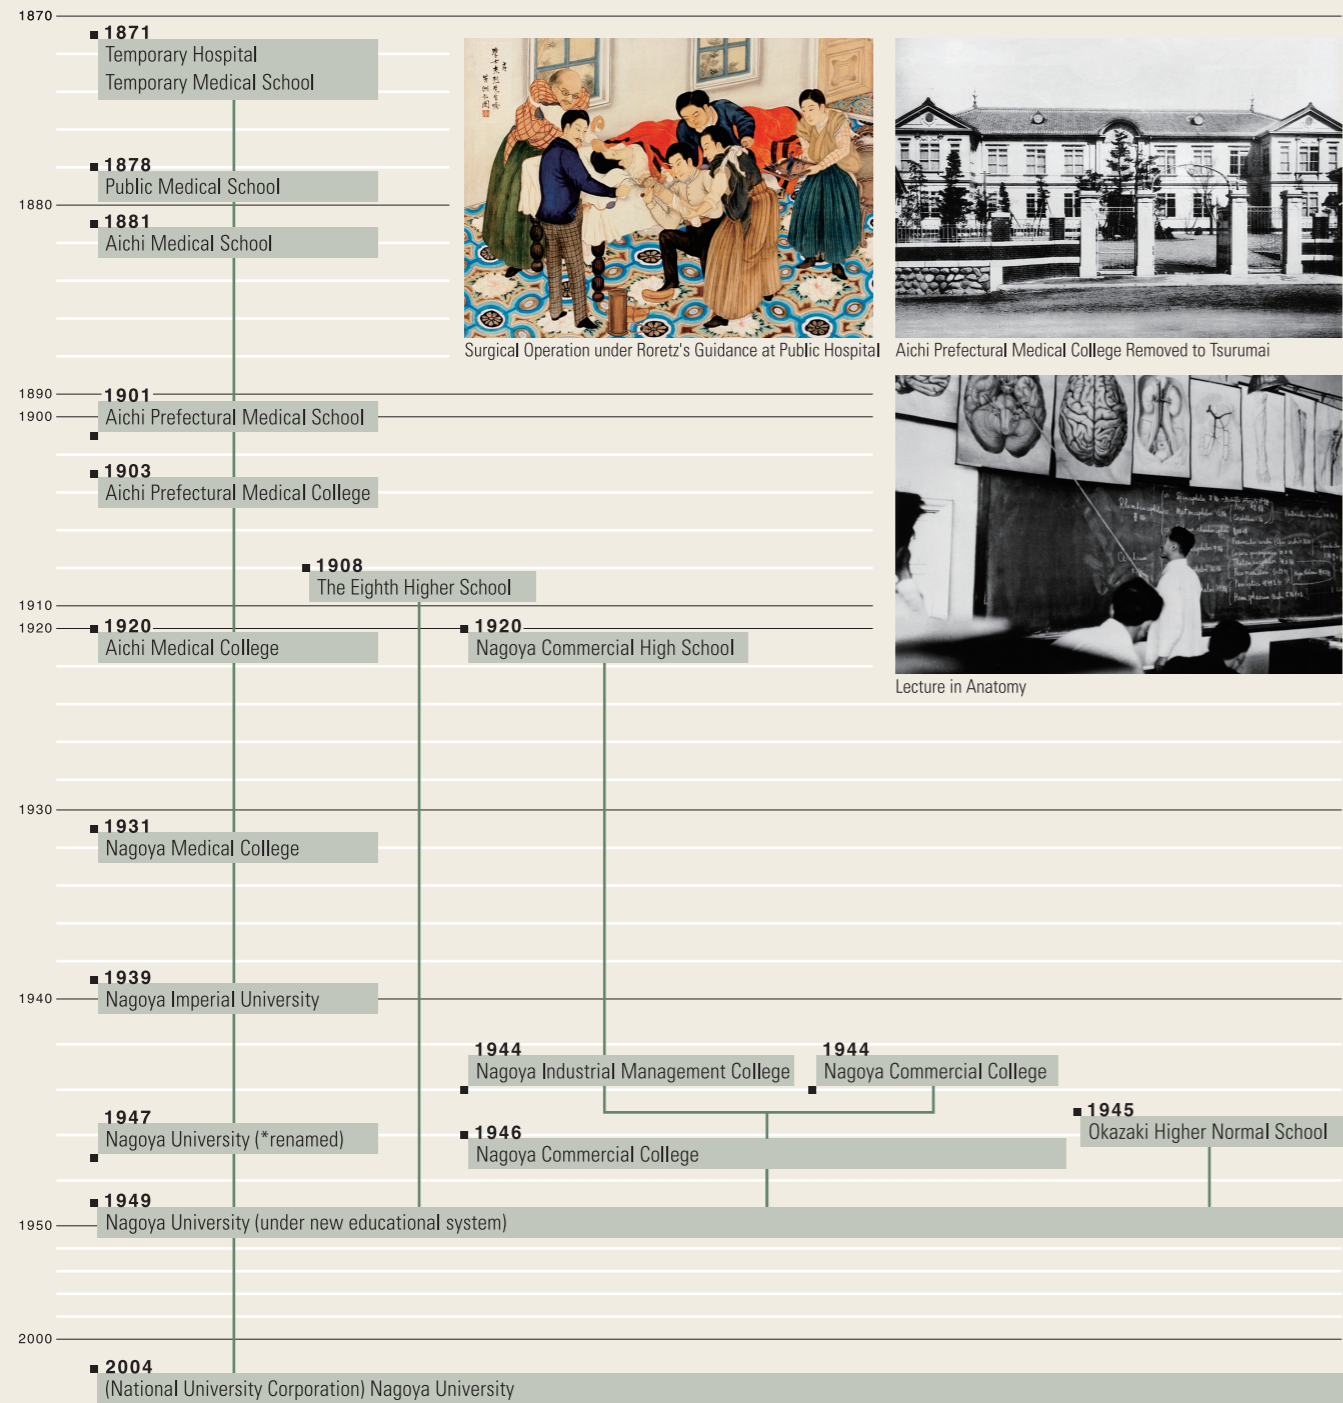 1870
1871
Temporary Hospital
Temporary Medical School
1878
Public Medical School
1880
1881
Aichi Medical School
Surgical Operation under Roretz's Guidance at Public Hospital
Aichi Prefectural Medical College Removed to Tsurumai
1890
1901
Aichi Prefectural Medical School
1900
1903
Aichi Prefectural Medical College
1908
The Eighth Higher School
1910
1920
1920
Aichi Medical College
1920
Nagoya Commercial High School
Lecture in Anatomy
1930
1931
Nagoya Medical College
1939
Nagoya Imperial University
1940
1944
Nagoya Industrial Management College
1944
Nagoya Commercial College
1945
Okazaki Higher Normal School
1947
Nagoya University (*renamed)
1946
Nagoya Commercial College
1949
Nagoya University (under new educational system)
1950
2000
2004
(National University Corporation) Nagoya University